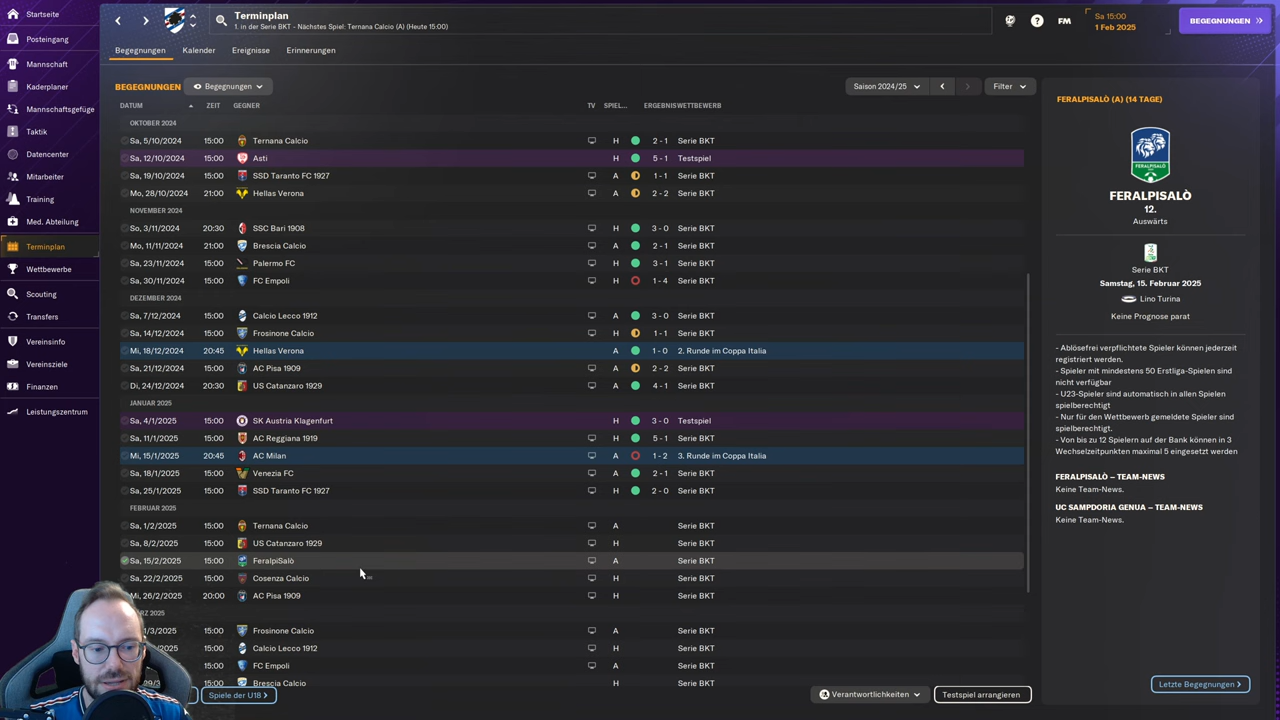 Startseite
Posteingang
Mannschaft
Kaderplaner
Mannschaftsgefüge
Taktik
Datencenter
Mitarbeiter
Training
Med. Abteilung
Terminplan
Wettbewerbe
Scouting
Transfers
Vereinsinfo
Vereinsziele
Finanzen
Leistungszentrum
Terminplan
1. in der Serie BKT - Nächstes Spiel: Ternana Calcio (A) (Heute 15:00)
? FM
Sa 15:00
1 Feb 2025
BEGEGNUNGEN
Begegnungen Kalender Ereignisse Erinnerungen
BEGEGNUNGEN Begegnungen Saison 2024/25 Filter
DATUM ZEIT GEGNER TV SPIEL... ERGEBNIS WETTBEWERB
OKTOBER 2024
Sa, 5/10/2024 15:00 Ternana Calcio H 2 - 1 Serie BKT
Sa, 12/10/2024 15:00 Asti H 5 - 1 Testspiel
Sa, 19/10/2024 15:00 SSD Taranto FC 1927 A 1 - 1 Serie BKT
Mo, 28/10/2024 21:00 Hellas Verona A 2 - 2 Serie BKT
NOVEMBER 2024
So, 3/11/2024 20:30 SSC Bari 1908 H 3 - 0 Serie BKT
Mo, 11/11/2024 21:00 Brescia Calcio A 2 - 1 Serie BKT
Sa, 23/11/2024 15:00 Palermo FC H 3 - 1 Serie BKT
Sa, 30/11/2024 15:00 FC Empoli H 1 - 4 Serie BKT
DEZEMBER 2024
Sa, 7/12/2024 15:00 Calcio Lecco 1912 A 3 - 0 Serie BKT
Sa, 14/12/2024 15:00 Frosinone Calcio H 1 - 1 Serie BKT
Mi, 18/12/2024 20:45 Hellas Verona A 1 - 0 2. Runde im Coppa Italia
Sa, 21/12/2024 15:00 AC Pisa 1909 A 2 - 2 Serie BKT
Di, 24/12/2024 20:30 US Catanzaro 1929 A 4 - 1 Serie BKT
JANUAR 2025
Sa, 4/1/2025 15:00 SK Austria Klagenfurt H 3 - 0 Testspiel
Sa, 11/1/2025 15:00 AC Reggiana 1919 H 5 - 1 Serie BKT
Mi, 15/1/2025 20:45 AC Milan A 1 - 2 3. Runde im Coppa Italia
Sa, 18/1/2025 15:00 Venezia FC A 2 - 1 Serie BKT
Sa, 25/1/2025 15:00 SSD Taranto FC 1927 H 2 - 0 Serie BKT
FEBRUAR 2025
Sa, 1/2/2025 15:00 Ternana Calcio A Serie BKT
Sa, 8/2/2025 15:00 US Catanzaro 1929 H Serie BKT
Sa, 15/2/2025 15:00 FeralpiSalò A Serie BKT
Sa, 22/2/2025 15:00 Cosenza Calcio H Serie BKT
Mi, 26/2/2025 20:00 AC Pisa 1909 H Serie BKT
2025
1/3/2025 15:00 Frosinone Calcio A Serie BKT
15:00 Calcio Lecco 1912 H Serie BKT
15:00 FC Empoli A Serie BKT
15:00 Brescia Calcio H Serie BKT
Spiele der U18 Verantwortlichkeiten Testspiel arrangieren
FERALPISALÒ (A) (14 TAGE)
FERALPISALÒ
FERALPISALÒ
12.
Auswärts
Serie BKT
Samstag, 15. Februar 2025
Lino Turina
Keine Prognose parat
- Ablösefrei verpflichtete Spieler können jederzeit
registriert werden.
- Spieler mit mindestens 50 Erstliga-Spielen sind
nicht verfügbar
- U23-Spieler sind automatisch in allen Spielen
spielberechtigt
- Nur für den Wettbewerb gemeldete Spieler sind
spielberechtigt.
- Von bis zu 12 Spielern auf der Bank können in 3
Wechselzeitpunkten maximal 5 eingesetzt werden
FERALPISALÒ – TEAM-NEWS
Keine Team-News.
UC SAMPDORIA GENUA – TEAM-NEWS
Keine Team-News.
Letzte Begegnungen